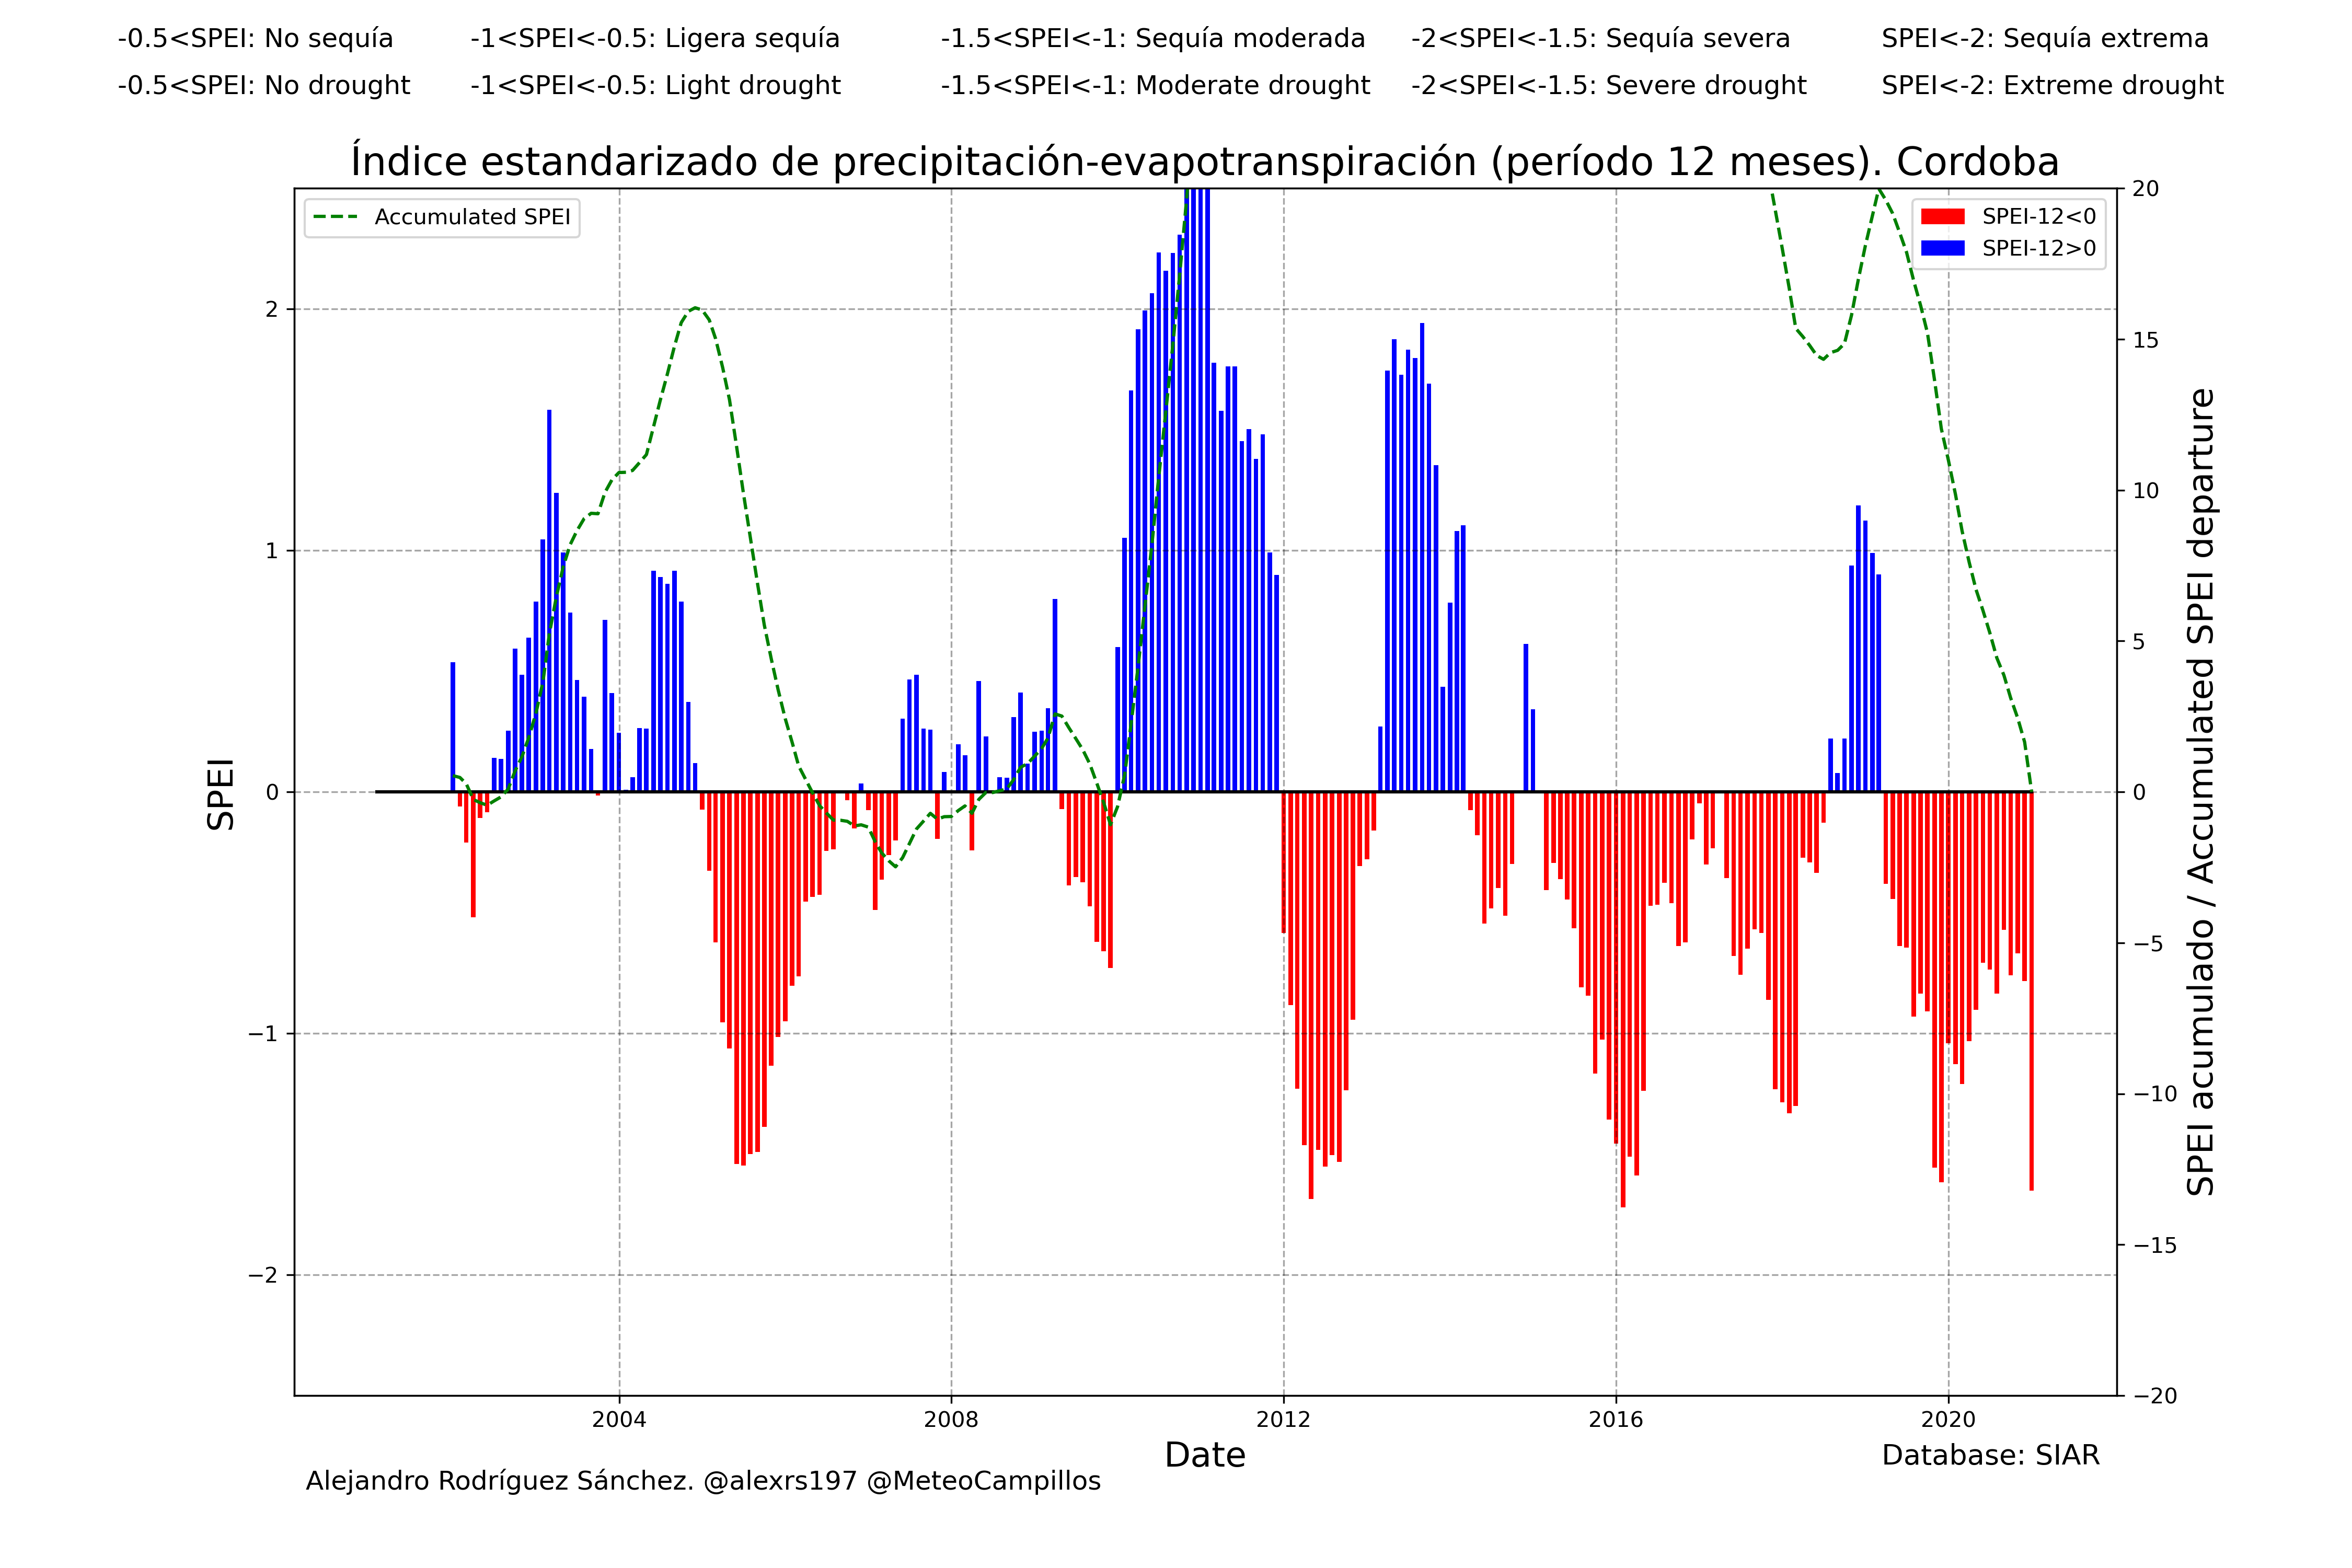 -0.5<SPEI: No sequía -1<SPEI<-0.5: Ligera sequía -1.5<SPEI<-1: Sequía moderada -2<SPEI<-1.5: Sequía severa SPEI<-2: Sequía extrema
-0.5<SPEI: No drought -1<SPEI<-0.5: Light drought -1.5<SPEI<-1: Moderate drought -2<SPEI<-1.5: Severe drought SPEI<-2: Extreme drought
Índice estandarizado de precipitación-evapotranspiración (período 12 meses). Cordoba
Accumulated SPEI
SPEI-12<0
SPEI-12>0
SPEI
2
1
0
−1
−2
20
15
10
5
0
−5
−10
−15
−20
SPEI acumulado / Accumulated SPEI departure
2004 2008 2012 2016 2020
Date
Database: SIAR
Alejandro Rodríguez Sánchez. @alexrs197 @MeteoCampillos